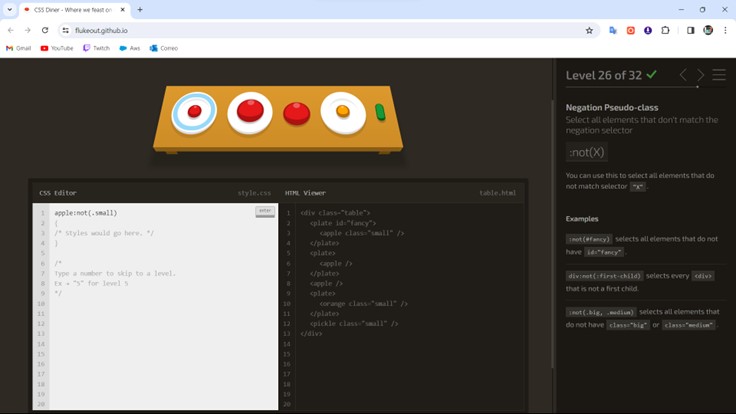 CSS Diner - Where we feast on
flukeout.github.io
Gmail
YouTube
Twitch
Aws
Correo
Level 26 of 32
Negation Pseudo-class
Select all elements that don't match the
negation selector
:not(X)
You can use this to select all elements that do
not match selector "X".
Examples
:not(#fancy) selects all elements that do not
have id="fancy".
div:not(:first-child) selects every <div>
that is not a first child.
:not(.big, .medium) selects all elements that
do not have class="big" or class="medium".
CSS Editor
style.css
1 apple:not(.small)
enter
2 {
3 /* Styles would go here. */
4 }
5
6 /*
7 Type a number to skip to a level.
8 Ex → "5" for level 5
9 */
10
11
12
13
14
15
16
17
18
19
20
HTML Viewer
table.html
1 <div class="table">
2 <plate id="fancy">
3 <apple class="small" />
4 </plate>
5 <plate>
6 <apple />
7 </plate>
8 <apple />
9 <plate>
10 <orange class="small" />
11 </plate>
12 <pickle class="small" />
13 </div>
14
15
16
17
18
19
20